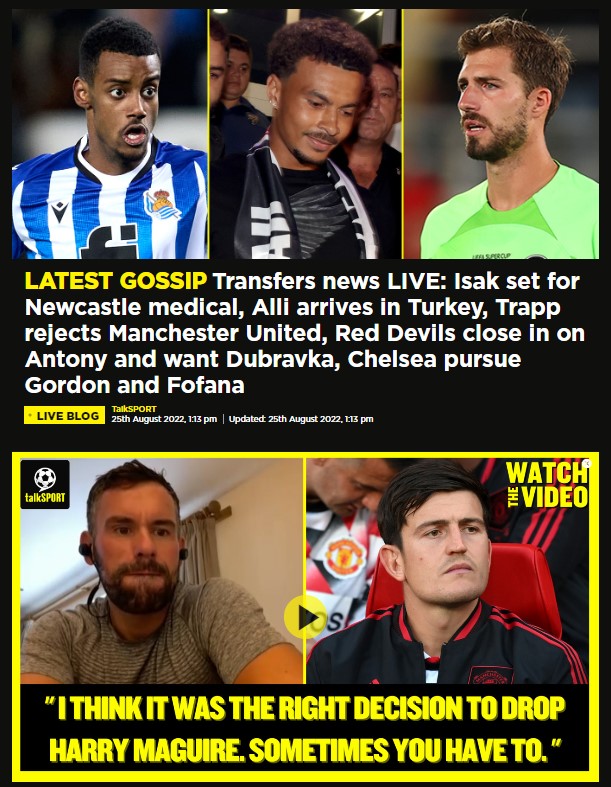 UEFA SUPER CUP
LATEST GOSSIP Transfers news LIVE: Isak set for
Newcastle medical, Alli arrives in Turkey, Trapp
rejects Manchester United, Red Devils close in on
Antony and want Dubravka, Chelsea pursue
Gordon and Fofana
LIVE BLOG
TalkSPORT
25th August 2022, 1:13 pm | Updated: 25th August 2022, 1:13 pm
talkSPORT
WATCH
THE VIDEO
"I THINK IT WAS THE RIGHT DECISION TO DROP
HARRY MAGUIRE. SOMETIMES YOU HAVE TO."